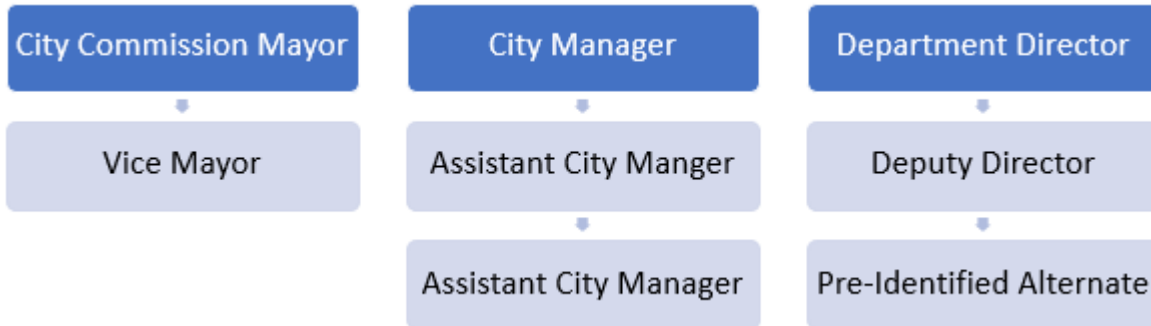 City Commission Mayor
Vice Mayor
City Manager
Assistant City Manger
Assistant City Manager
Department Director
Deputy Director
Pre-Identified Alternate